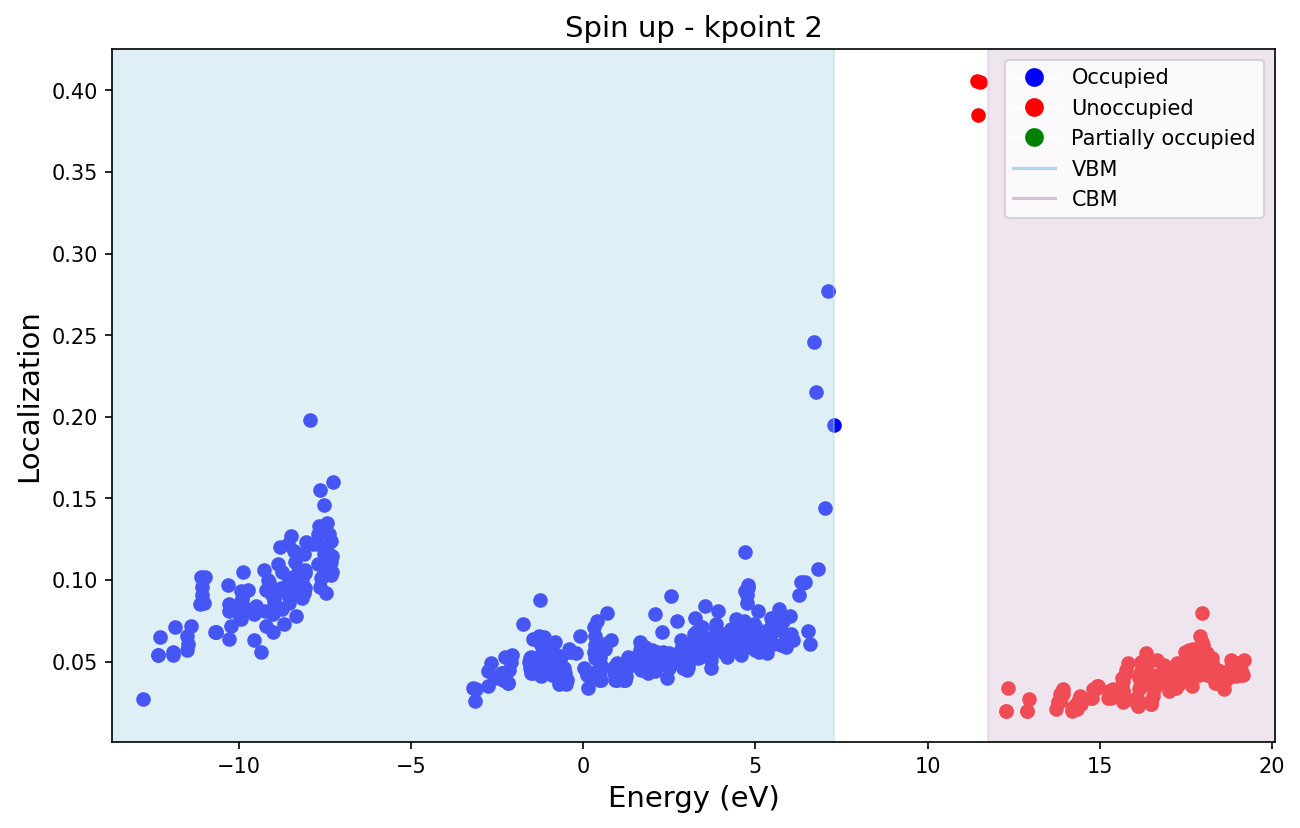 Spin up - kpoint 2
Localization
0.40
0.35
0.30
0.25
0.20
0.15
0.10
0.05
Occupied
Unoccupied
Partially occupied
VBM
CBM
−10 −5 0 5 10 15 20
Energy (eV)